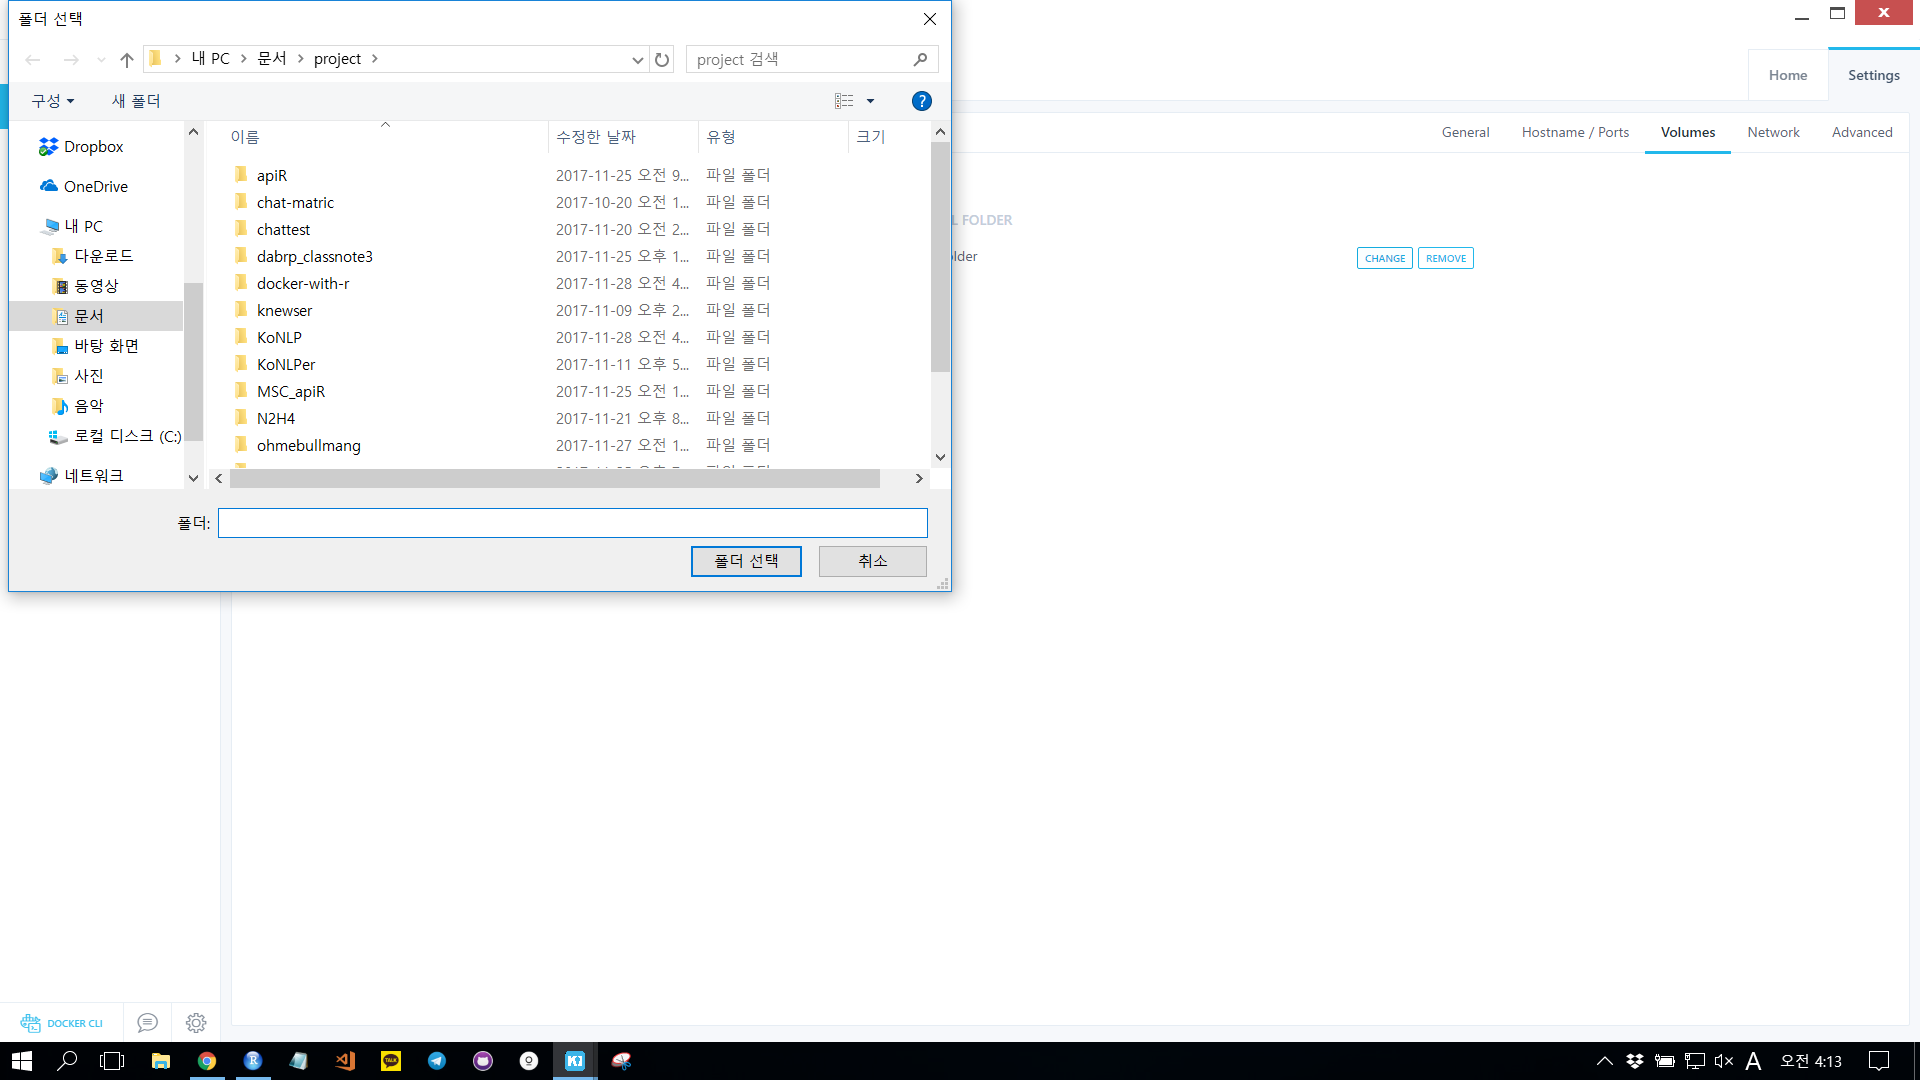 폴더 선택
내 PC
문서
project
project 검색
Home
Settings
구성
새 폴더
General
Hostname / Ports
Volumes
Network
Advanced
이름
수정한 날짜
유형
크기
Dropbox
OneDrive
내 PC
다운로드
동영상
문서
바탕 화면
사진
음악
로컬 디스크 (C:)
네트워크
apiR 2017-11-25 오전 9... 파일 폴더
chat-matric 2017-10-20 오전 1... 파일 폴더
chattest 2017-11-20 오전 2... 파일 폴더
dabrp_classnote3 2017-11-25 오후 1... 파일 폴더
docker-with-r 2017-11-28 오전 4... 파일 폴더
knewser 2017-11-09 오후 2... 파일 폴더
KoNLP 2017-11-28 오전 4... 파일 폴더
KoNLPer 2017-11-11 오후 5... 파일 폴더
MSC_apiR 2017-11-25 오전 1... 파일 폴더
N2H4 2017-11-21 오후 8... 파일 폴더
ohmebullmang 2017-11-27 오전 1... 파일 폴더
L FOLDER
lder
CHANGE
REMOVE
폴더:
폴더 선택
취소
DOCKER CLI
TALK
A
오전 4:13